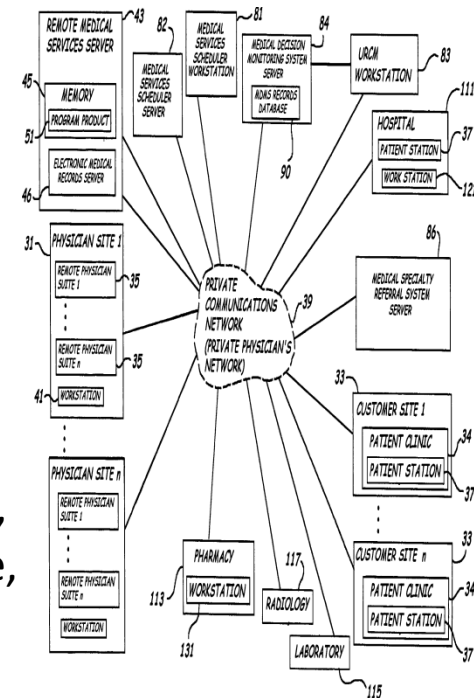 REMOTE MEDICAL
SERVICES SERVER
43
45
MEMORY
PROGRAM PRODUCT
51
ELECTRONIC MEDICAL
RECORDS SERVER
46
82
MEDICAL
SERVICES
SCHEDULER
SERVER
81
MEDICAL
SERVICES
SCHEDULER
WORKSTATION
84
MEDICAL DECISION
MONITORING SYSTEM
SERVER
MDMS RECORDS
DATABASE
90
URCM
WORKSTATION
83
111
HOSPITAL
PATIENT STATION
37
WORK STATION
121
31
PHYSICIAN SITE 1
REMOTE PHYSICIAN
SUITE 1
35
REMOTE PHYSICIAN
SUITE n
35
41
WORKSTATION
PRIVATE
COMMUNICATIONS
NETWORK
(PRIVATE PHYSICIAN'S
NETWORK)
39
86
MEDICAL SPECIALTY
REFERRAL SYSTEM
SERVER
33
CUSTOMER SITE 1
PATIENT CLINIC
34
PATIENT STATION
37
PHYSICIAN SITE n
REMOTE PHYSICIAN
SUITE 1
REMOTE PHYSICIAN
SUITE n
WORKSTATION
PHARMACY
WORKSTATION
113
131
117
RADIOLOGY
LABORATORY
115
33
CUSTOMER SITE n
PATIENT CLINIC
34
PATIENT STATION
37